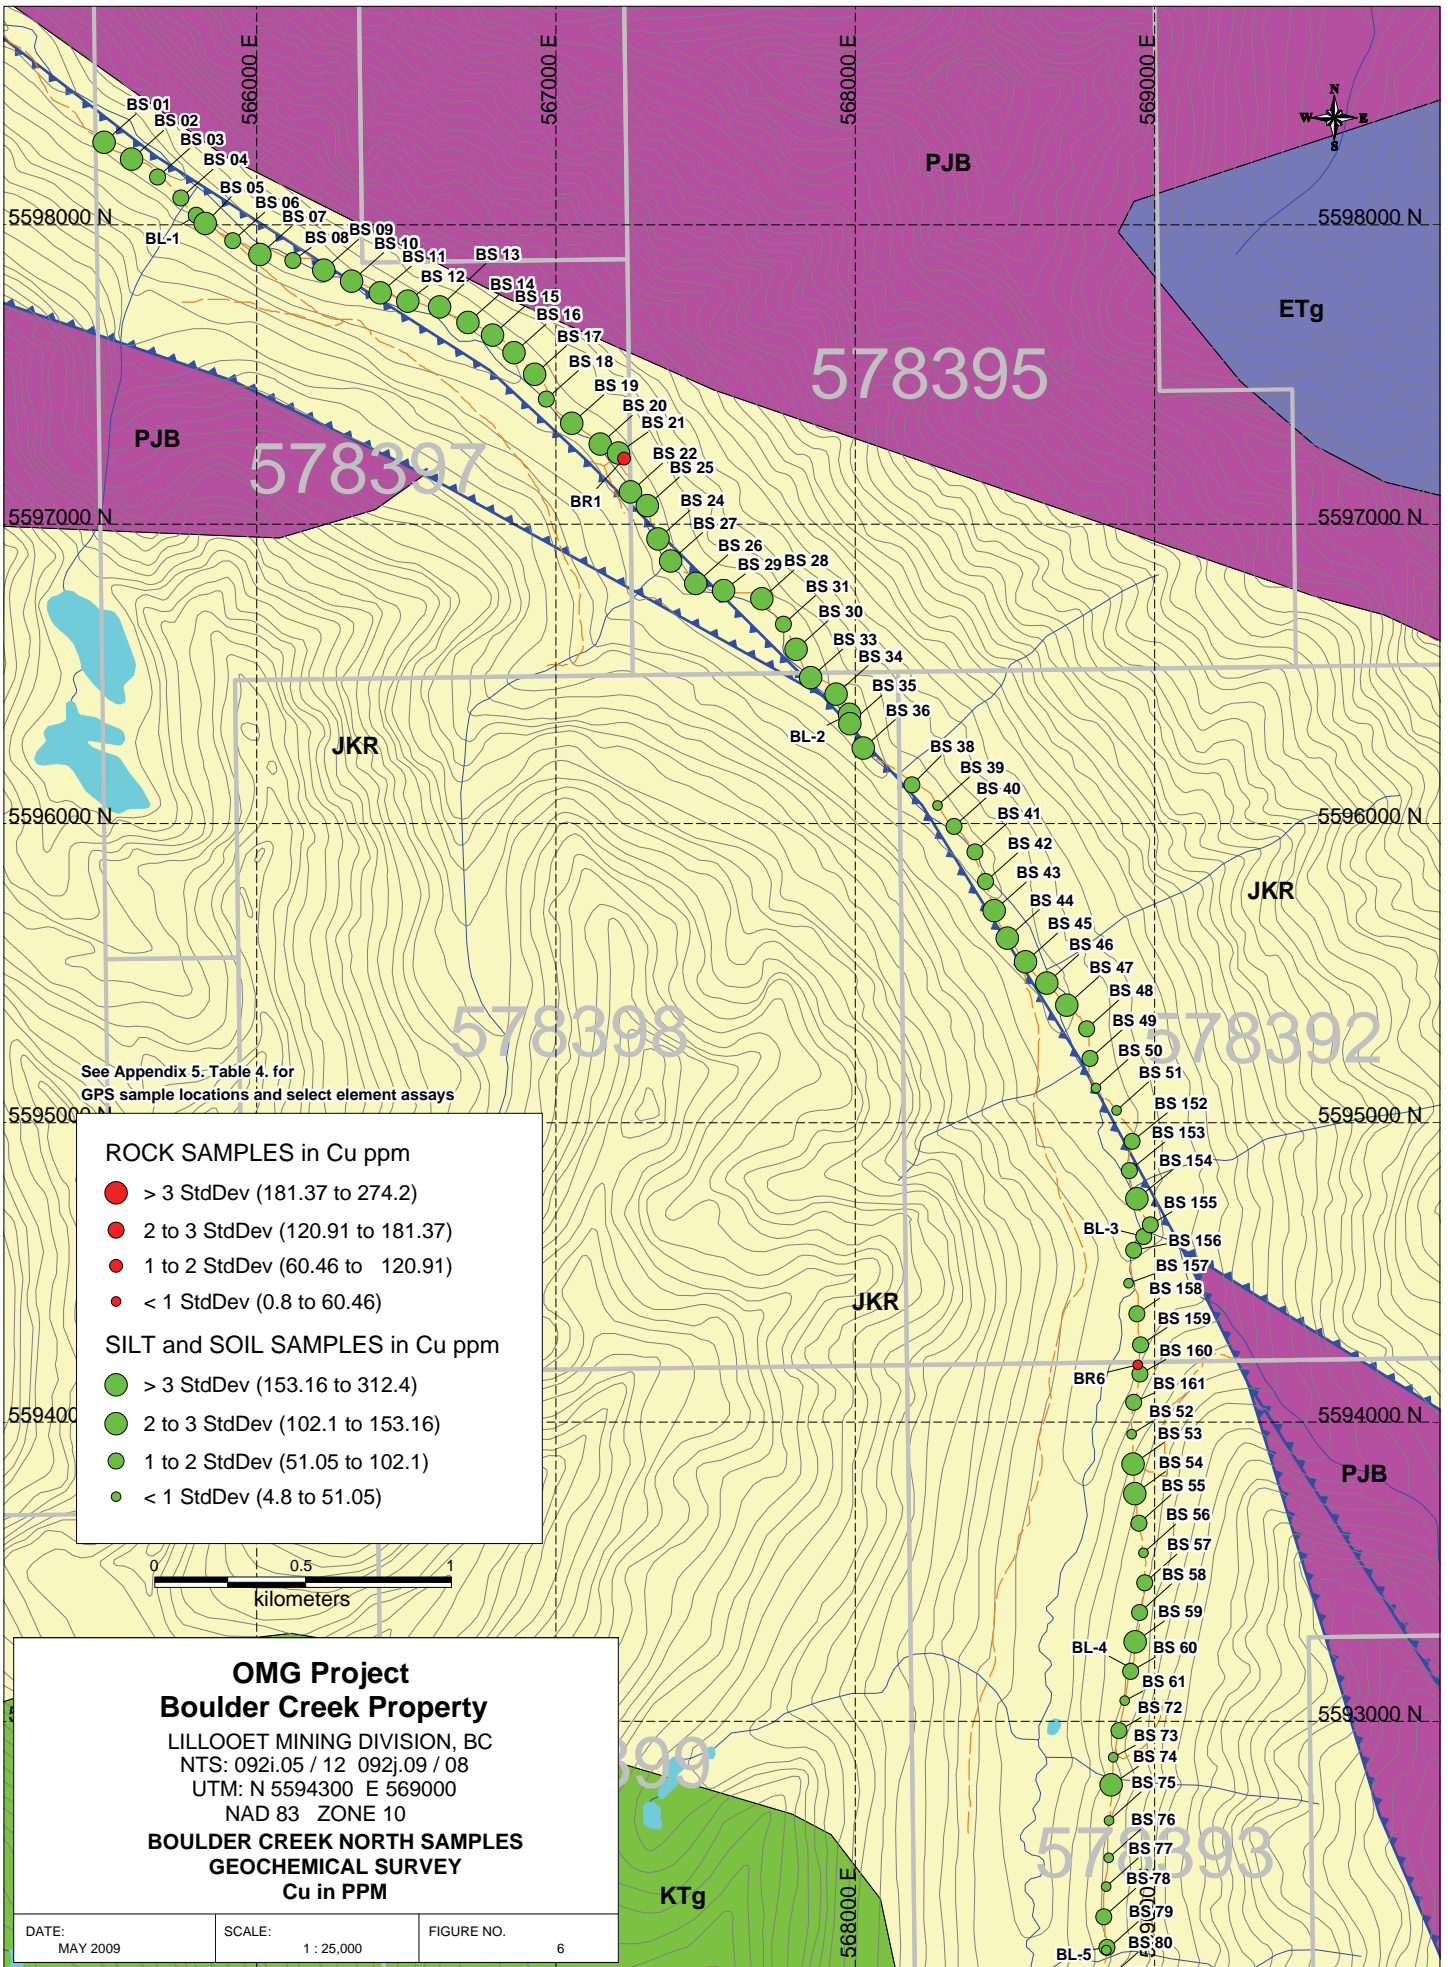 566000 E
567000 E
568000 E
569000 E
N
W E
S
BS 01
BS 02
BS 03
BS 04
BS 05
BS 06
BS 07
BS 08
BS 09
BS 10
BS 11
BS 12
BS 13
BS 14
BS 15
BS 16
BS 17
BS 18
BS 19
BS 20
BS 21
BS 22
BS 25
BS 24
BS 27
BS 26
BS 29
BS 28
BS 31
BS 30
BS 33
BS 34
BS 35
BS 36
BS 38
BS 39
BS 40
BS 41
BS 42
BS 43
BS 44
BS 45
BS 46
BS 47
BS 48
BS 49
BS 50
BS 51
BS 152
BS 153
BS 154
BS 155
BS 156
BS 157
BS 158
BS 159
BS 160
BS 161
BS 52
BS 53
BS 54
BS 55
BS 56
BS 57
BS 58
BS 59
BS 60
BS 61
BS 72
BS 73
BS 74
BS 75
BS 76
BS 77
BS 78
BS 79
BS 80
BL-1
BR1
BL-2
BL-3
BR6
BL-4
BL-5
5598000 N
5598000 N
5597000 N
5597000 N
5596000 N
5596000 N
5595000 N
5595000 N
559400
5594000 N
5593000 N
568000 E
PJB
ETg
PJB
JKR
JKR
JKR
PJB
KTg
578395
578397
578398
578392
399
578393
See Appendix 5. Table 4. for
GPS sample locations and select element assays
ROCK SAMPLES in Cu ppm
> 3 StdDev (181.37 to 274.2)
2 to 3 StdDev (120.91 to 181.37)
1 to 2 StdDev (60.46 to 120.91)
< 1 StdDev (0.8 to 60.46)
SILT and SOIL SAMPLES in Cu ppm
> 3 StdDev (153.16 to 312.4)
2 to 3 StdDev (102.1 to 153.16)
1 to 2 StdDev (51.05 to 102.1)
< 1 StdDev (4.8 to 51.05)
0 0.5 1
kilometers
OMG Project
Boulder Creek Property
LILLOOET MINING DIVISION, BC
NTS: 092i.05 / 12 092j.09 / 08
UTM: N 5594300 E 569000
NAD 83 ZONE 10
BOULDER CREEK NORTH SAMPLES
GEOCHEMICAL SURVEY
Cu in PPM
DATE:
MAY 2009
SCALE:
1 : 25,000
FIGURE NO.
6